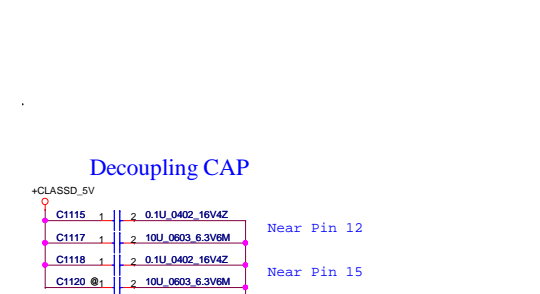 Decoupling CAP
+CLASSD_5V
C1115 1 2 0.1U_0402_16V4Z
Near Pin 12
C1117 1 2 10U_0603_6.3V6M
C1118 1 2 0.1U_0402_16V4Z
Near Pin 15
C1120 @ 1 2 10U_0603_6.3V6M